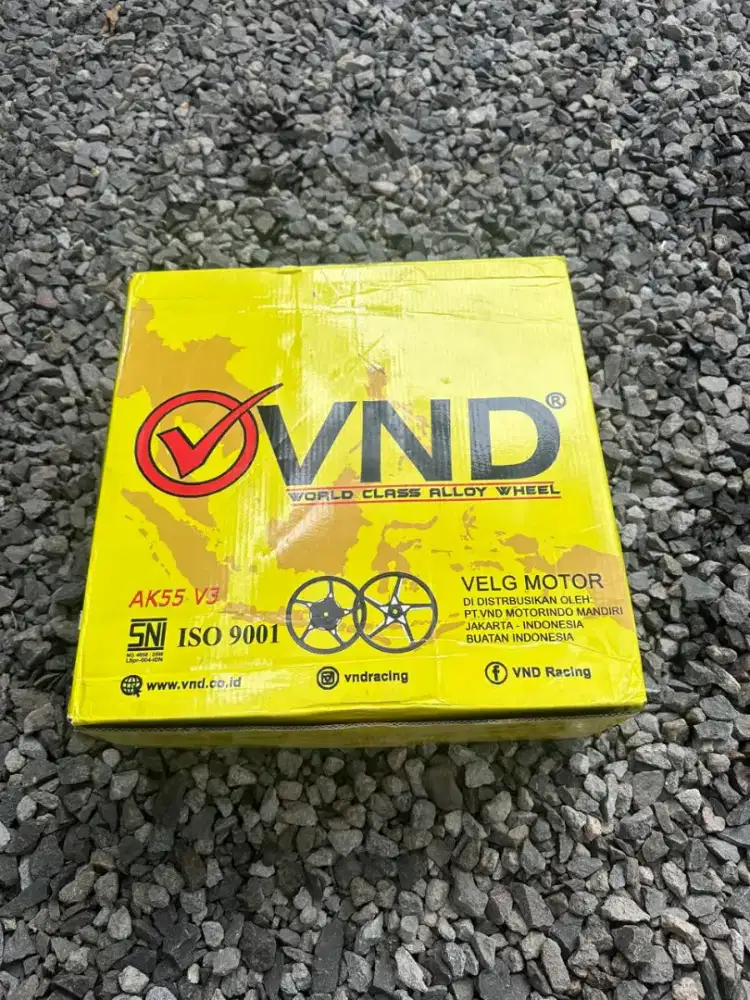 VND®
WORLD CLASS ALLOY WHEEL
AK55 V3
SNI
ISO 9001
VELG MOTOR
DI DISTRBUSIKAN OLEH:
PT.VND MOTORINDO MANDIRI
JAKARTA - INDONESIA
BUATAN INDONESIA
www.vnd.co.id
vndracing
VND Racing